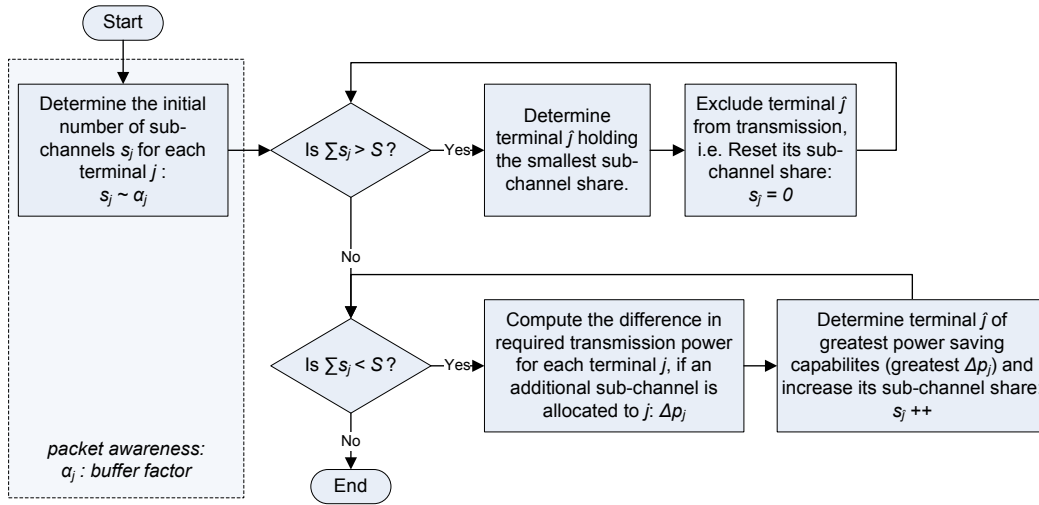 Start
Determine the initial
number of sub-
channels sⱼ for each
terminal j :
sⱼ ~ αⱼ
Is ∑sⱼ > S ?
Yes
Determine
terminal ĵ holding
the smallest sub-
channel share.
Exclude terminal ĵ
from transmission,
i.e. Reset its sub-
channel share:
s_ĵ = 0
No
Is ∑sⱼ < S ?
Yes
Compute the difference in
required transmission power
for each terminal j, if an
additional sub-channel is
allocated to j: Δpⱼ
Determine terminal ĵ of
greatest power saving
capabilites (greatest Δpⱼ) and
increase its sub-channel share:
s_ĵ ++
No
End
packet awareness:
αⱼ : buffer factor